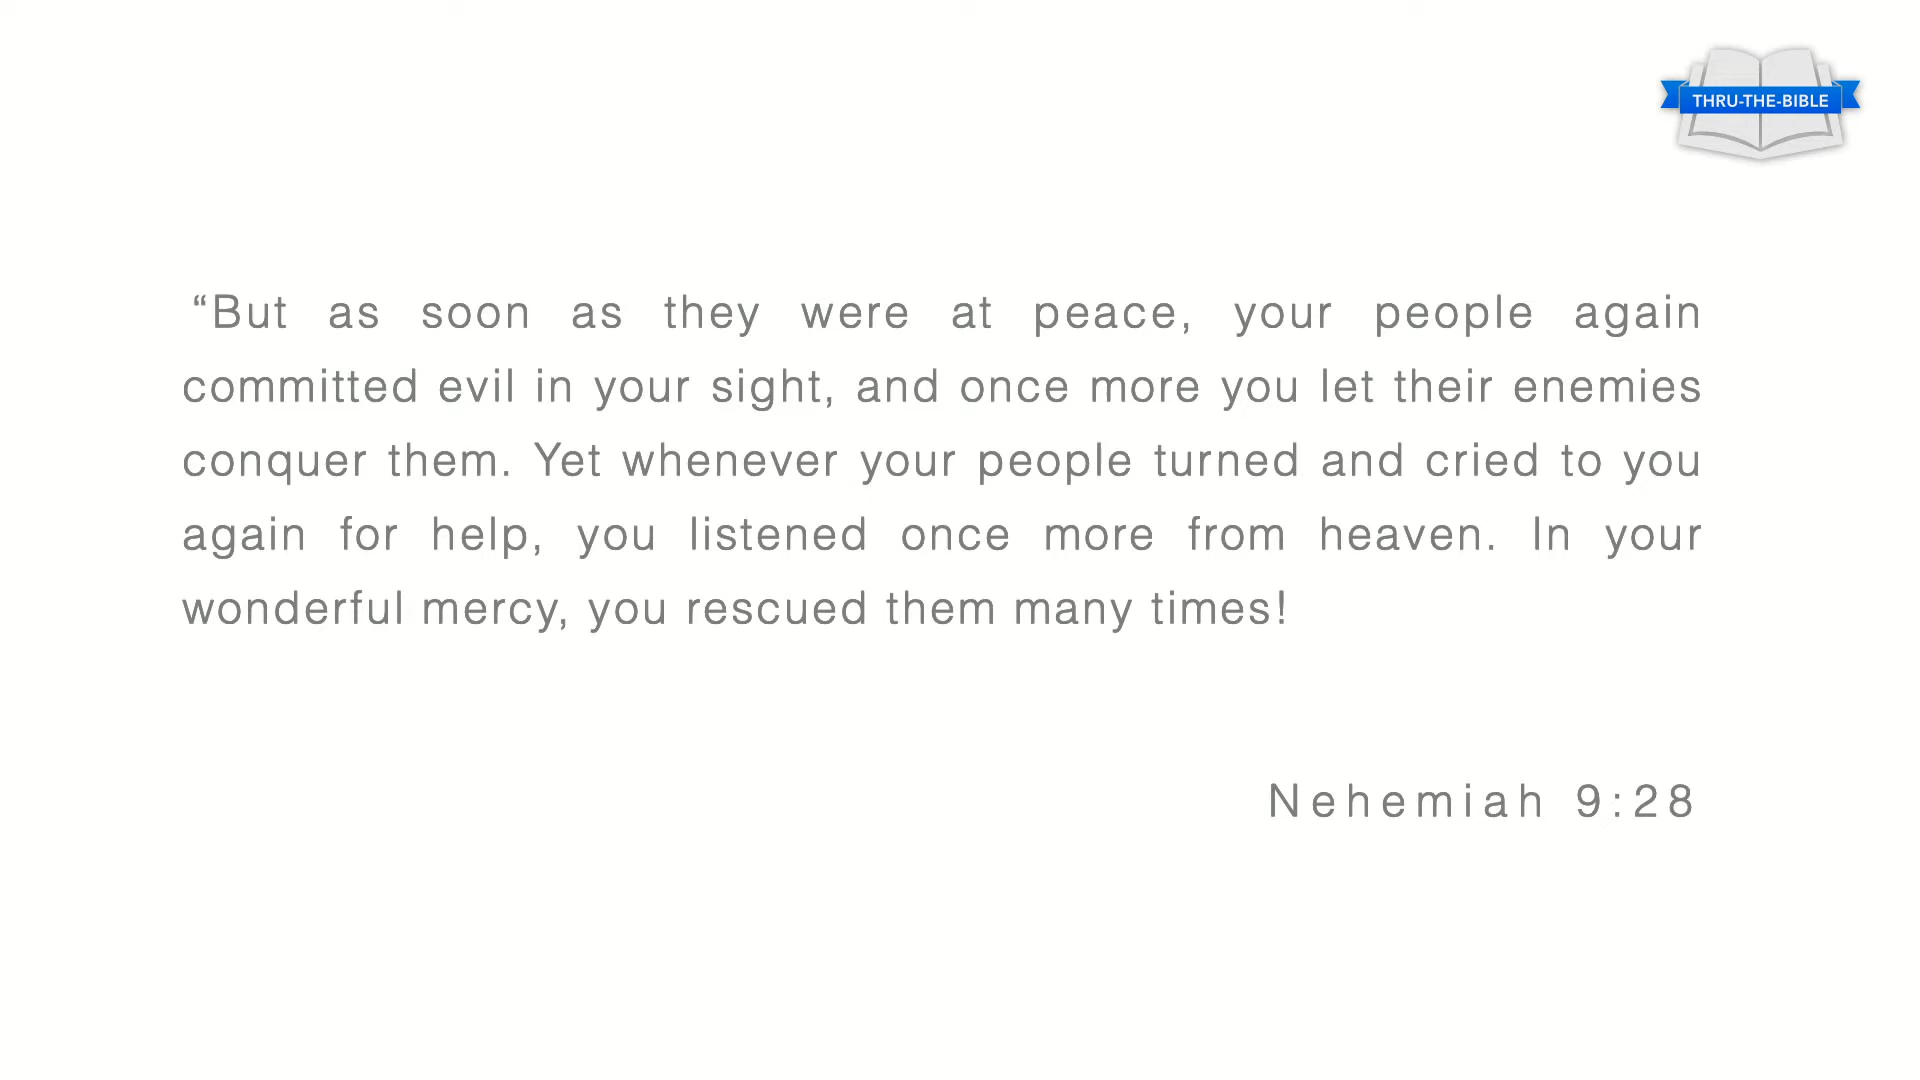 THRU-THE-BIBLE
“But as soon as they were at peace, your people again
committed evil in your sight, and once more you let their enemies
conquer them. Yet whenever your people turned and cried to you
again for help, you listened once more from heaven. In your
wonderful mercy, you rescued them many times!
Nehemiah 9:28